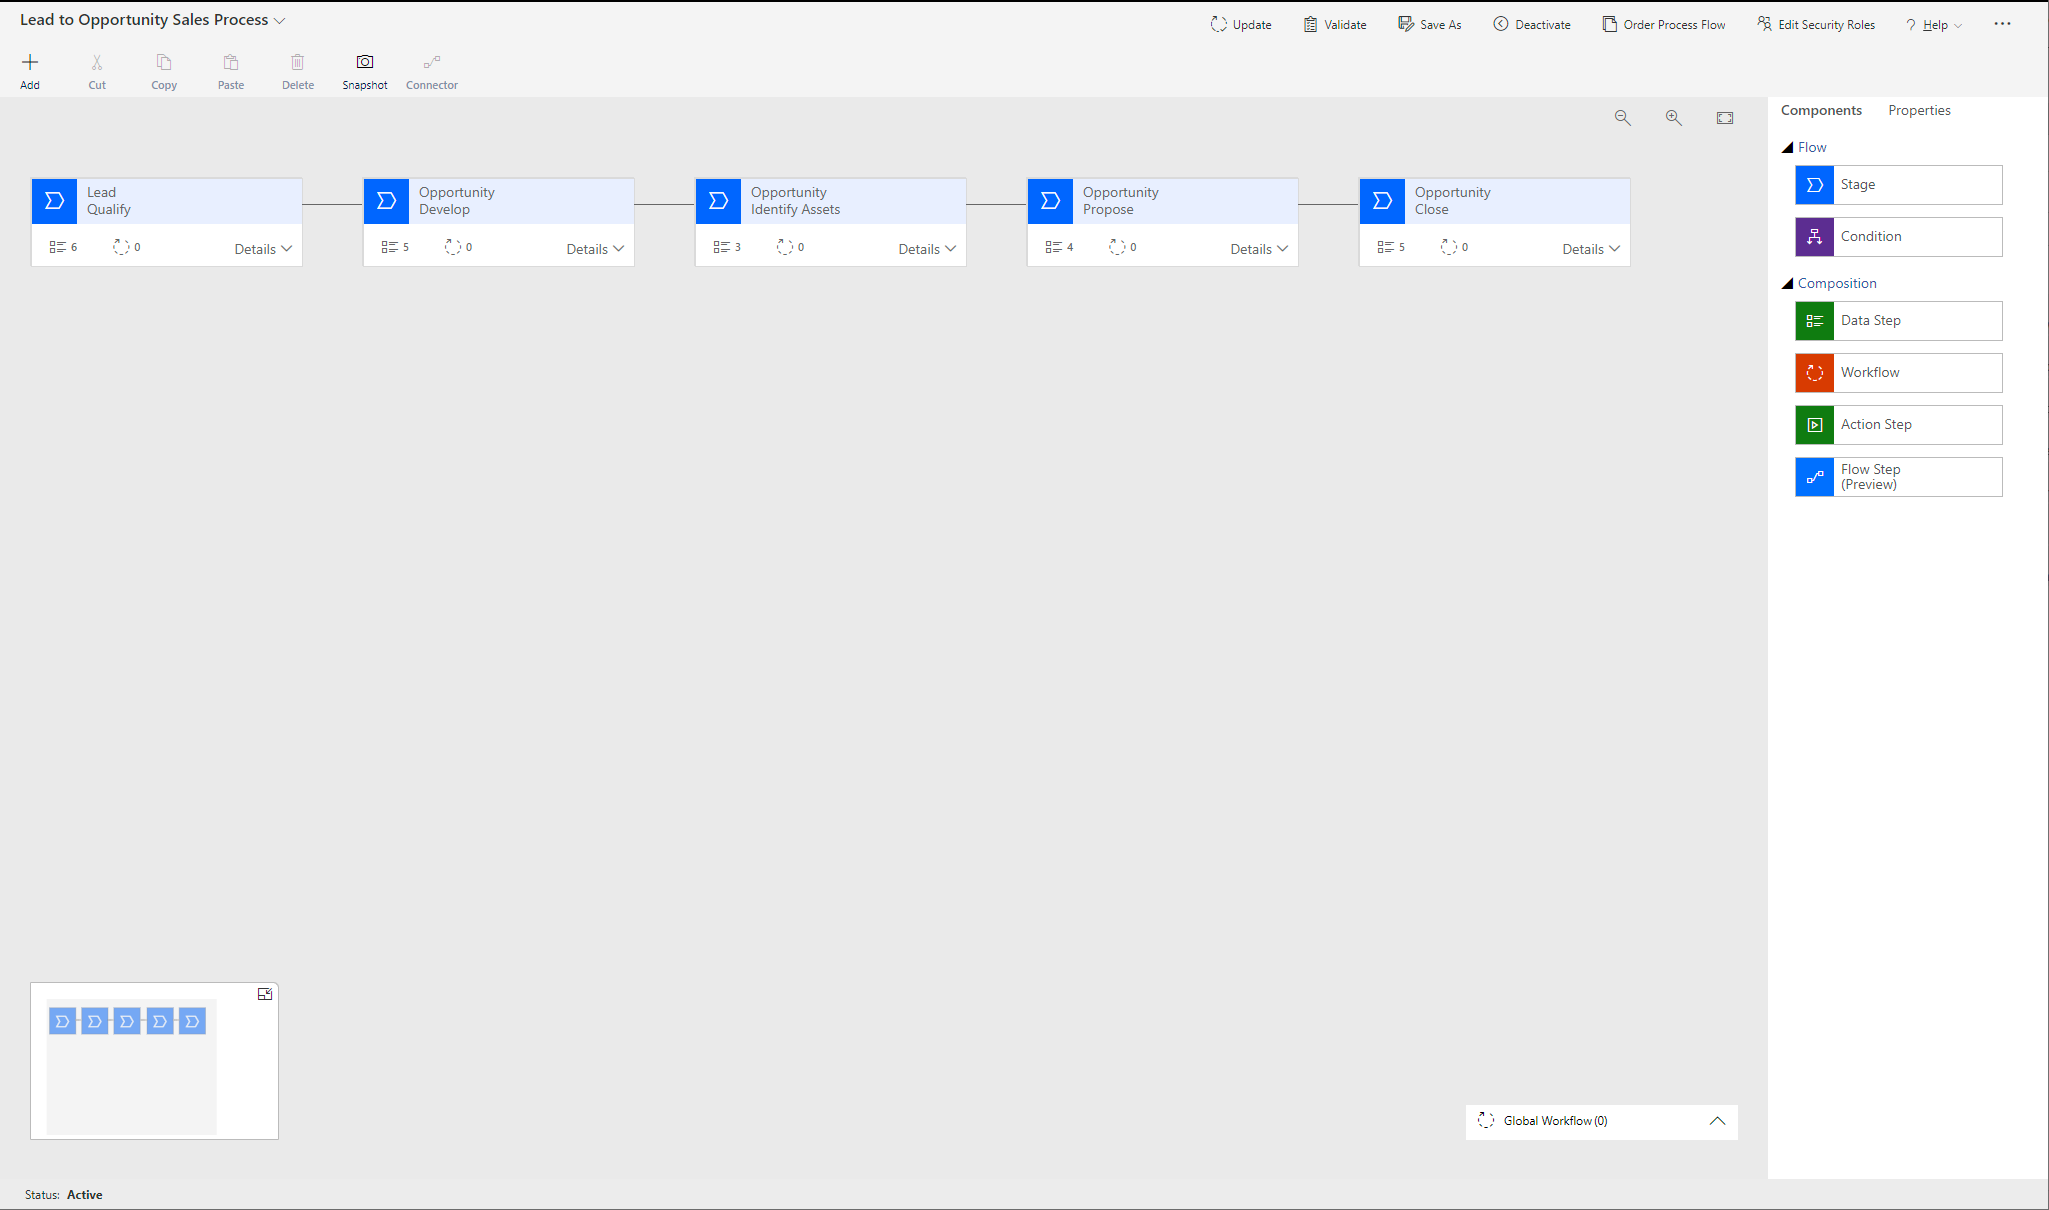 Lead to Opportunity Sales Process
Update
Validate
Save As
Deactivate
Order Process Flow
Edit Security Roles
? Help
...
Add
Cut
Copy
Paste
Delete
Snapshot
Connector
Components
Properties
Flow
Stage
Condition
Composition
Data Step
Workflow
Action Step
Flow Step
(Preview)
Lead
Qualify
6
0
Details
Opportunity
Develop
5
0
Details
Opportunity
Identify Assets
3
0
Details
Opportunity
Propose
4
0
Details
Opportunity
Close
5
0
Details
Global Workflow (0)
Status: Active